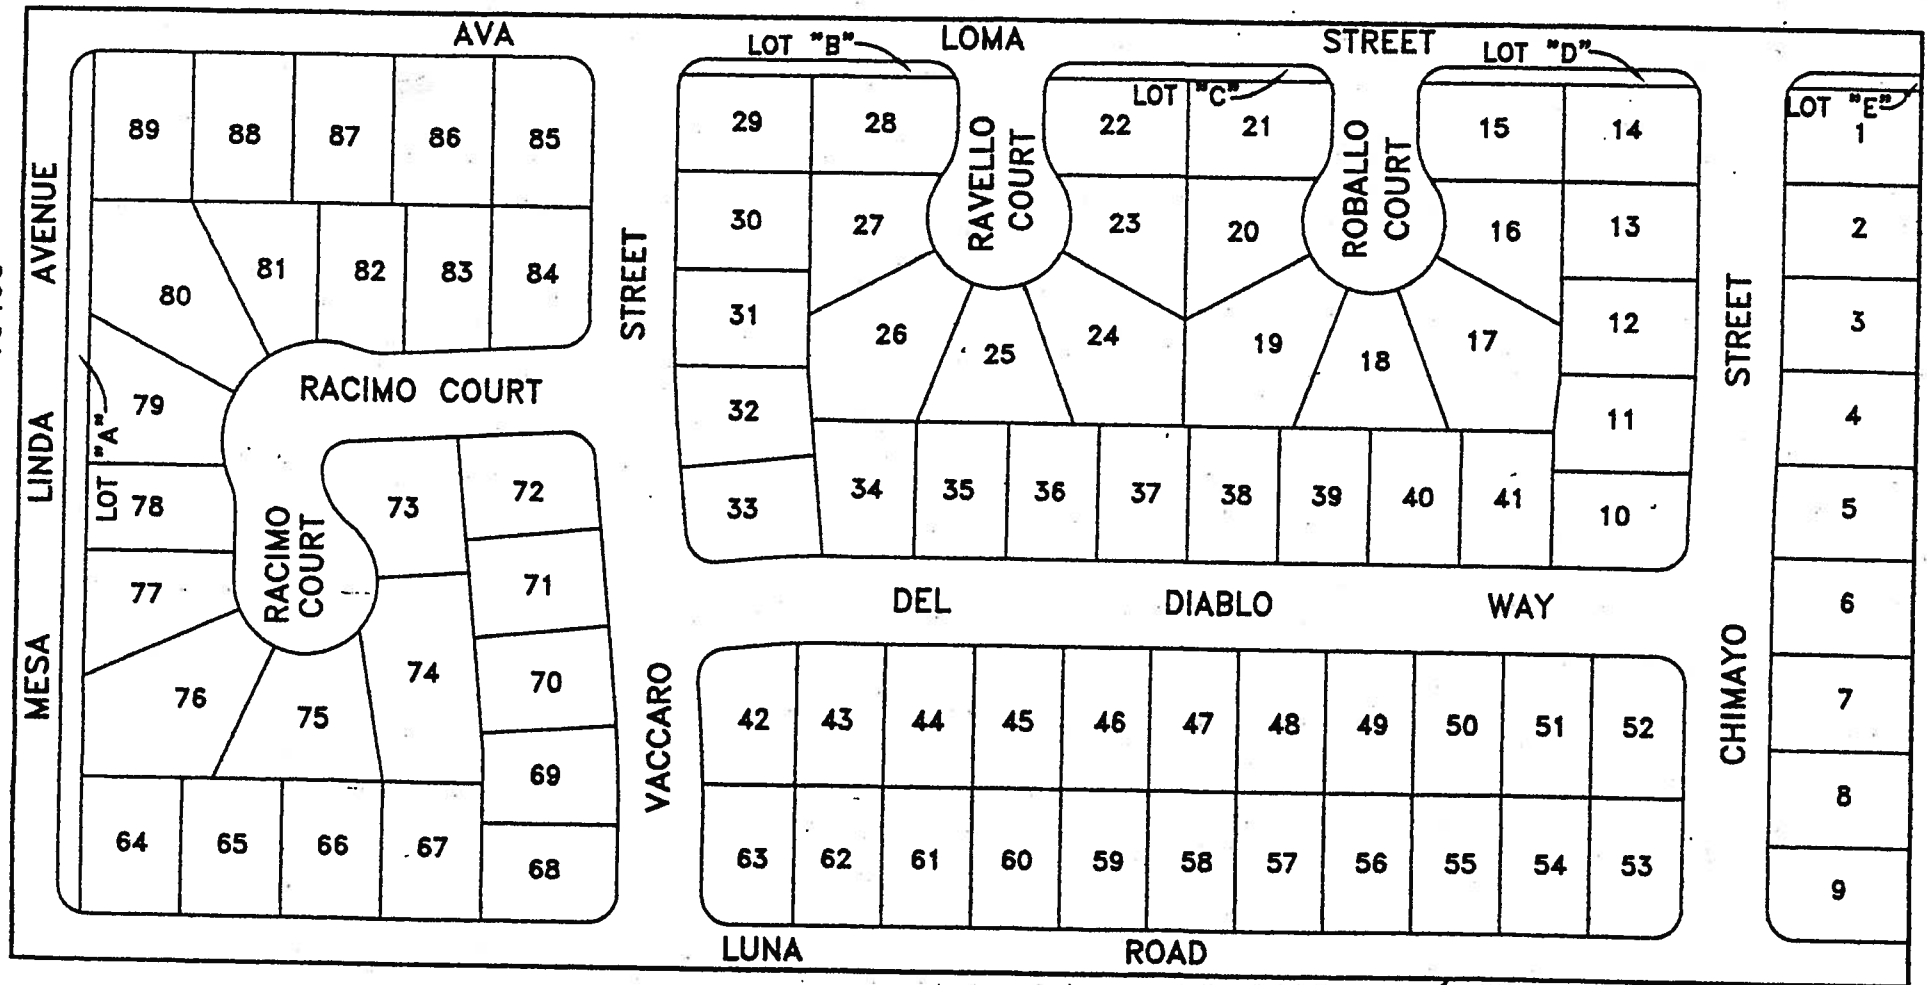 AVA LOMA STREET
LOT "B"
LOT "C"
LOT "D"
LOT "E"
89 88 87 86 85
29 28 22 21 15 14 1
RAVELLO
COURT
ROBALLO
COURT
30 27 23 20 16 13 2
80 81 82 83 84
31 26 25 24 19 18 17 12 3
MESA LINDA AVENUE
LOT "A"
STREET
STREET
79
RACIMO COURT
32 11 4
78 73 72
33 34 35 36 37 38 39 40 41 10 5
RACIMO
COURT
77 71
DEL DIABLO WAY
6
76 75 74 70
VACCARO
CHIMAYO
42 43 44 45 46 47 48 49 50 51 52 7
69 8
64 65 66 67 68
63 62 61 60 59 58 57 56 55 54 53 9
LUNA ROAD